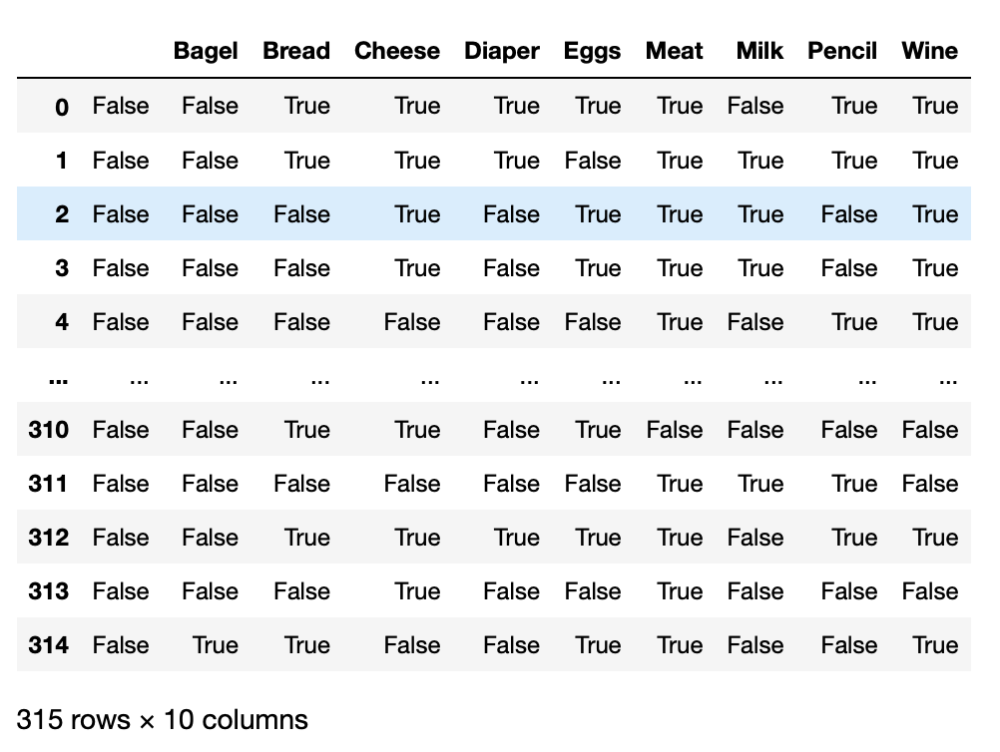 Bagel Bread Cheese Diaper Eggs Meat Milk Pencil Wine
0 False False True True True True True False True True
1 False False True True True False True True True True
2 False False False True False True True True False True
3 False False False True False True True True False True
4 False False False False False False True False True True
... ... ... ... ... ... ... ... ... ... ...
310 False False True True False True False False False False
311 False False False False False False True True True False
312 False False True True True True True False True True
313 False False False True False False True False False False
314 False True True False False True True False False True
315 rows × 10 columns